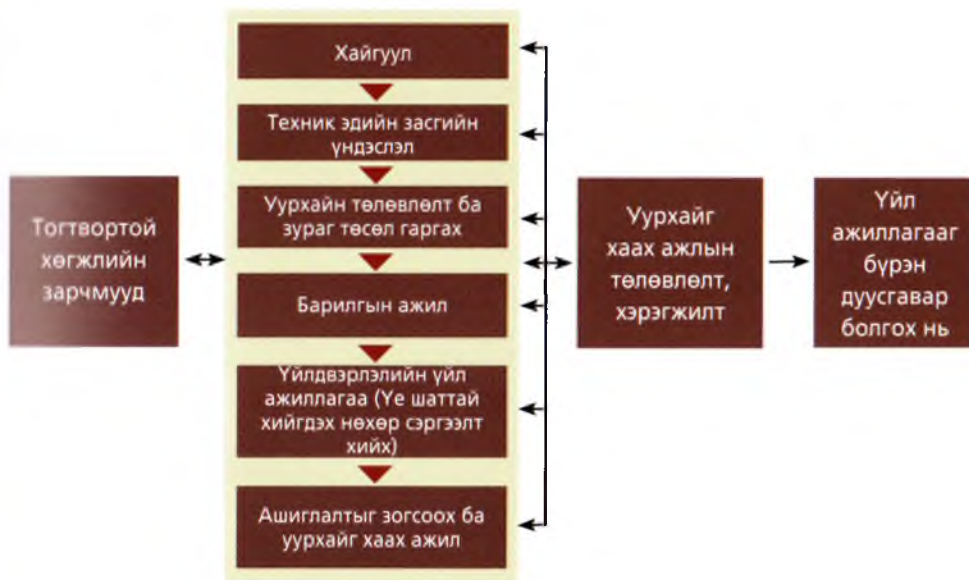 Хайгуул
Техник эдийн засгийн
үндэслэл
Уурхайн төлөвлөлт ба
зураг төсөл гаргах
Барилгын ажил
Үйлдвэрлэлийн үйл
ажиллагаа (Үе шаттай
хийгдэх нөхөр сэргээлт
хийх)
Ашиглалтыг зогсоох ба
уурхайг хаах ажил
Тогтвортой
хөгжлийн
зарчмууд
Уурхайг
хаах ажлын
төлөвлөлт,
хэрэгжилт
Үйл
ажиллагааг
бүрэн
дуусгавар
болгох нь